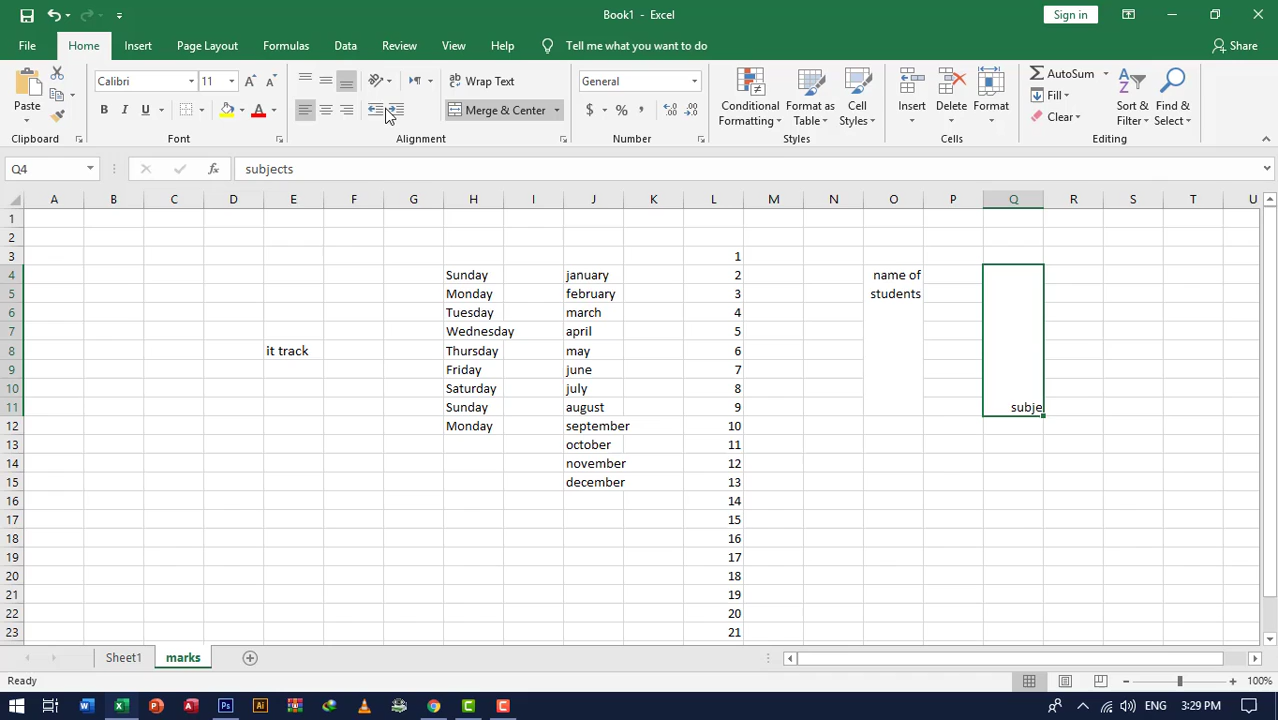 Book1 - Excel
Sign in
File Home Insert Page Layout Formulas Data Review View Help Tell me what you want to do Share
Paste
Clipboard
Calibri 11
B I U A
Font
Wrap Text
Merge & Center
Alignment
General
$ % ,
Number
Conditional Formatting
Format as Table
Cell Styles
Styles
Insert Delete Format
Cells
AutoSum
Fill
Clear
Sort & Filter
Find & Select
Editing
Q4 fx subjects
A B C D E F G H I J K L M N O P Q R S T U
1
2
3 1
4 Sunday january 2 name of
5 Monday february 3 students
6 Tuesday march 4
7 Wednesday april 5
8 it track Thursday may 6
9 Friday june 7
10 Saturday july 8
11 Sunday august 9 subje
12 Monday september 10
13 october 11
14 november 12
15 december 13
16 14
17 15
18 16
19 17
20 18
21 19
22 20
23 21
Sheet1 marks
Ready 100%
ENG 3:29 PM